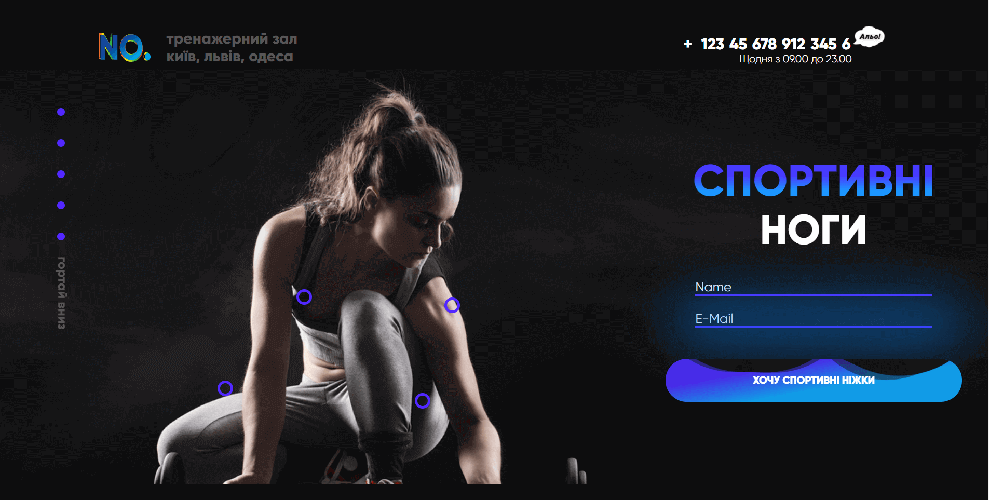 NO.
тренажерний зал
київ, львів, одеса
+ 123 45 678 912 345 6
Альо!
Щодня з 09.00 до 23.00
гортай вниз
СПОРТИВНІ
НОГИ
Name
E-Mail
ХОЧУ СПОРТИВНІ НІЖКИ